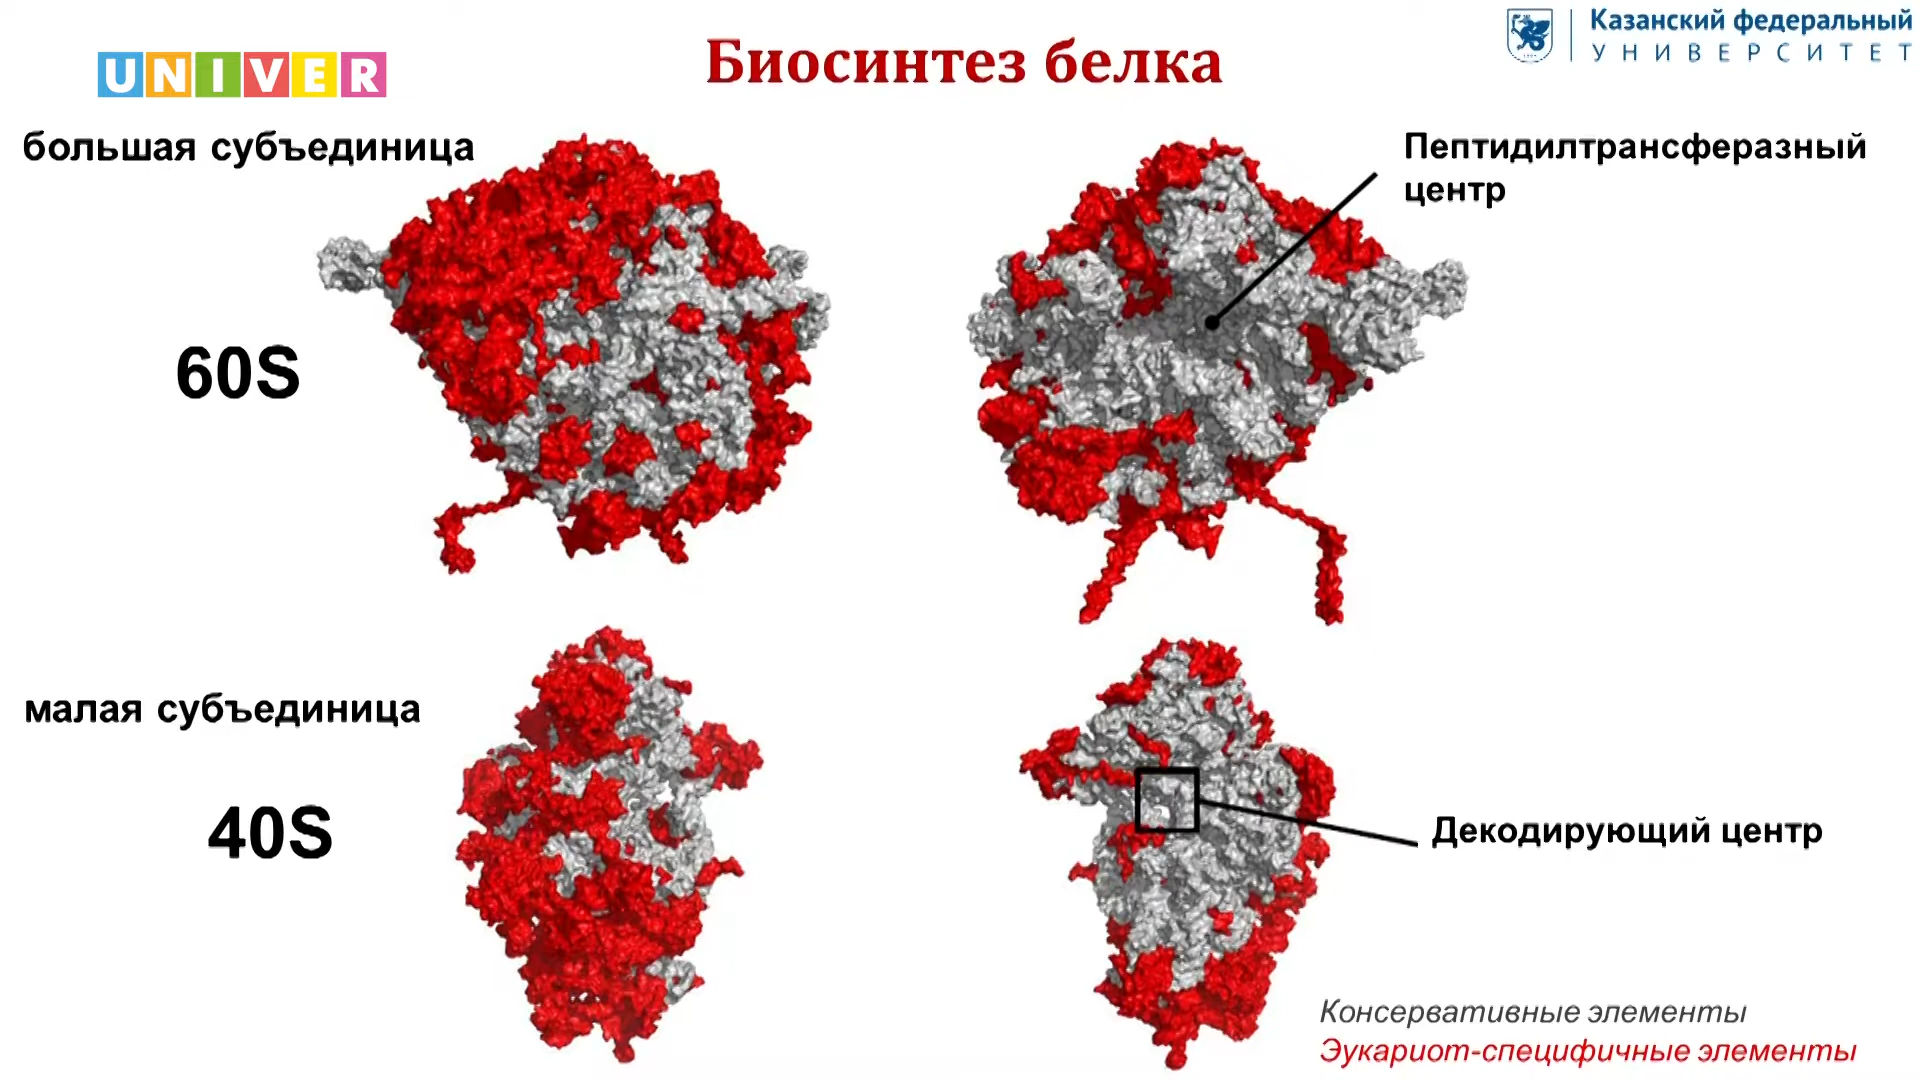 UNIVER
Биосинтез белка
Казанский федеральный
УНИВЕРСИТЕТ
большая субъединица
Пептидилтрансферазный
центр
60S
малая субъединица
40S
Декодирующий центр
Консервативные элементы
Эукариот-специфичные элементы